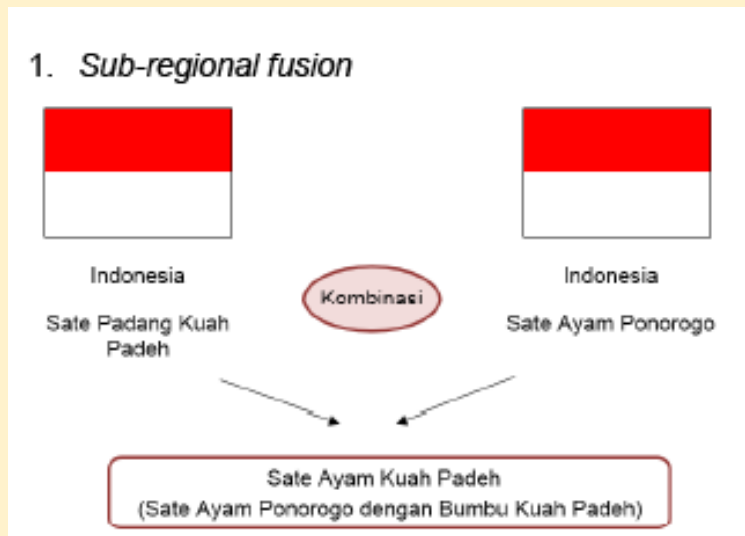 1. Sub-regional fusion
Indonesia
Indonesia
Kombinasi
Sate Padang Kuah
Padeh
Sate Ayam Ponorogo
Sate Ayam Kuah Padeh
(Sate Ayam Ponorogo dengan Bumbu Kuah Padeh)